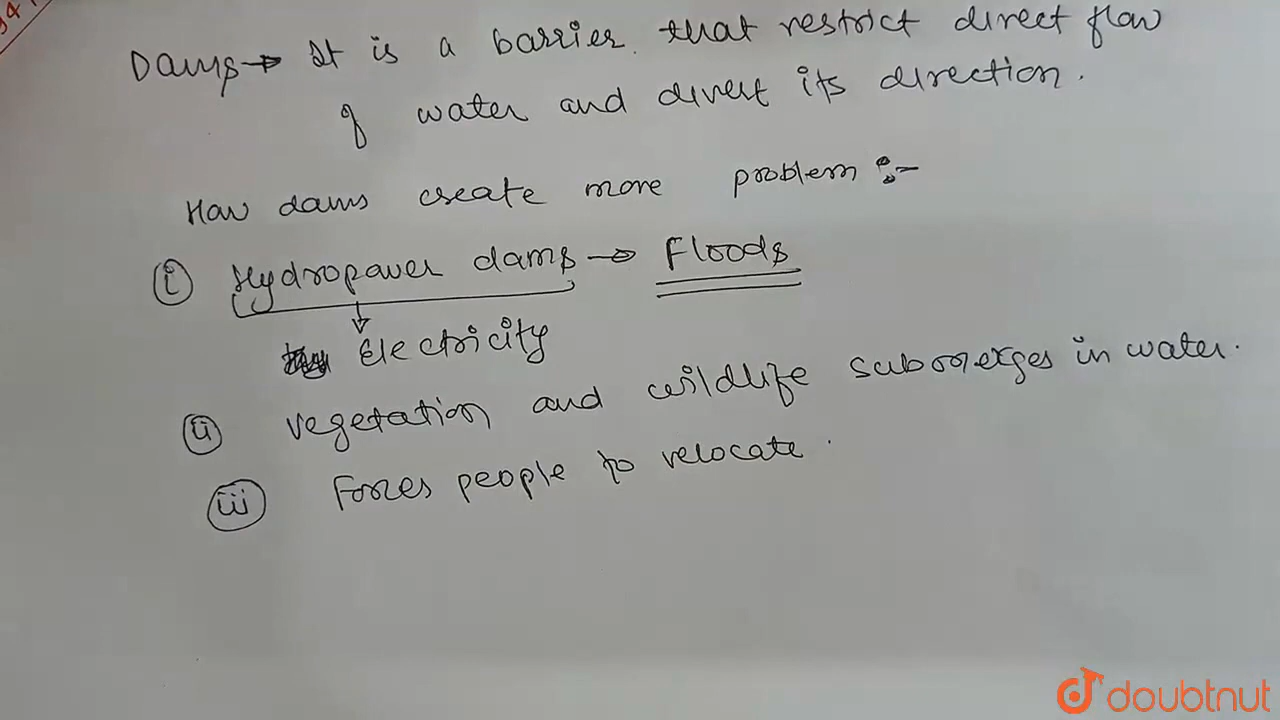 94
Dams→ It is a barrier that restrict direct flow
of water and divert its direction.
How dams create more problem :-
(i) Hydropower dams → Floods
Electricity
(ii) vegetation and wildlife submerges in water.
(iii) Forces people to relocate.
doubtnut